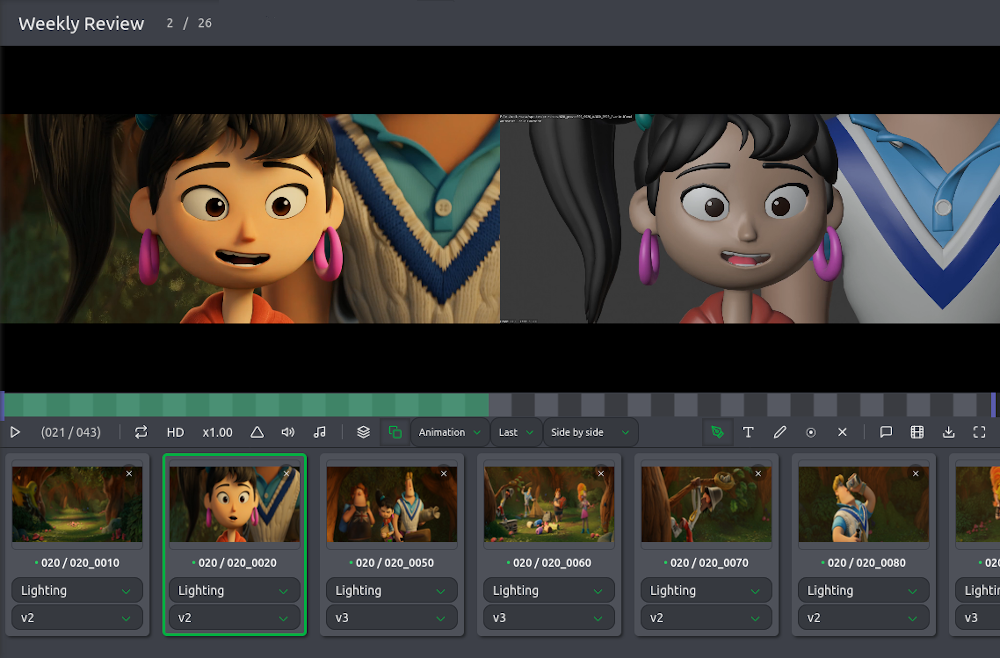 Weekly Review 2 / 26
(021 / 043) HD x1.00 Animation Last Side by side T
020 / 020_0010 020 / 020_0020 020 / 020_0050 020 / 020_0060 020 / 020_0070 020 / 020_0080
Lighting Lighting Lighting Lighting Lighting Lighting
v2 v2 v3 v3 v2 v2 v3